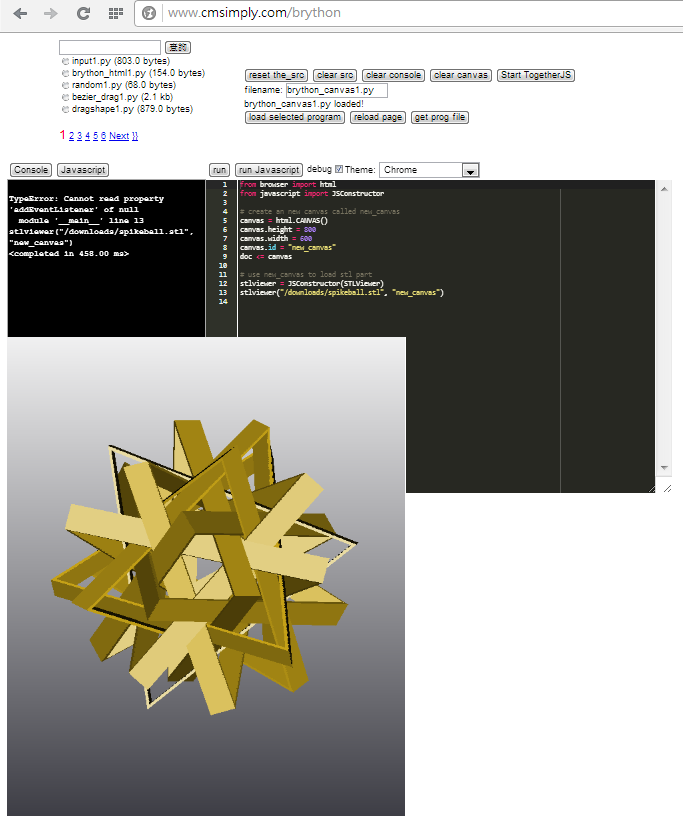 www.cmsimply.com/brython
查詢
input1.py (803.0 bytes)
brython_html1.py (154.0 bytes)
random1.py (68.0 bytes)
bezier_drag1.py (2.1 kb)
dragshape1.py (879.0 bytes)
1 2 3 4 5 6 Next }}
reset the_src clear src clear console clear canvas Start TogetherJS
filename: brython_canvas1.py
brython_canvas1.py loaded!
load selected program reload page get prog file
Console Javascript
run run Javascript debug Theme: Chrome
TypeError: Cannot read property
'addEventListener' of null
module '__main__' line 13
stlviewer("/downloads/spikeball.stl",
"new_canvas")
<completed in 458.00 ms>
1 from browser import html
2 from javascript import JSConstructor
3
4 # create an new canvas called new_canvas
5 canvas = html.CANVAS()
6 canvas.height = 800
7 canvas.width = 600
8 canvas.id = "new_canvas"
9 doc <= canvas
10
11 # use new_canvas to load stl part
12 stlviewer = JSConstructor(STLViewer)
13 stlviewer("/downloads/spikeball.stl", "new_canvas")
14